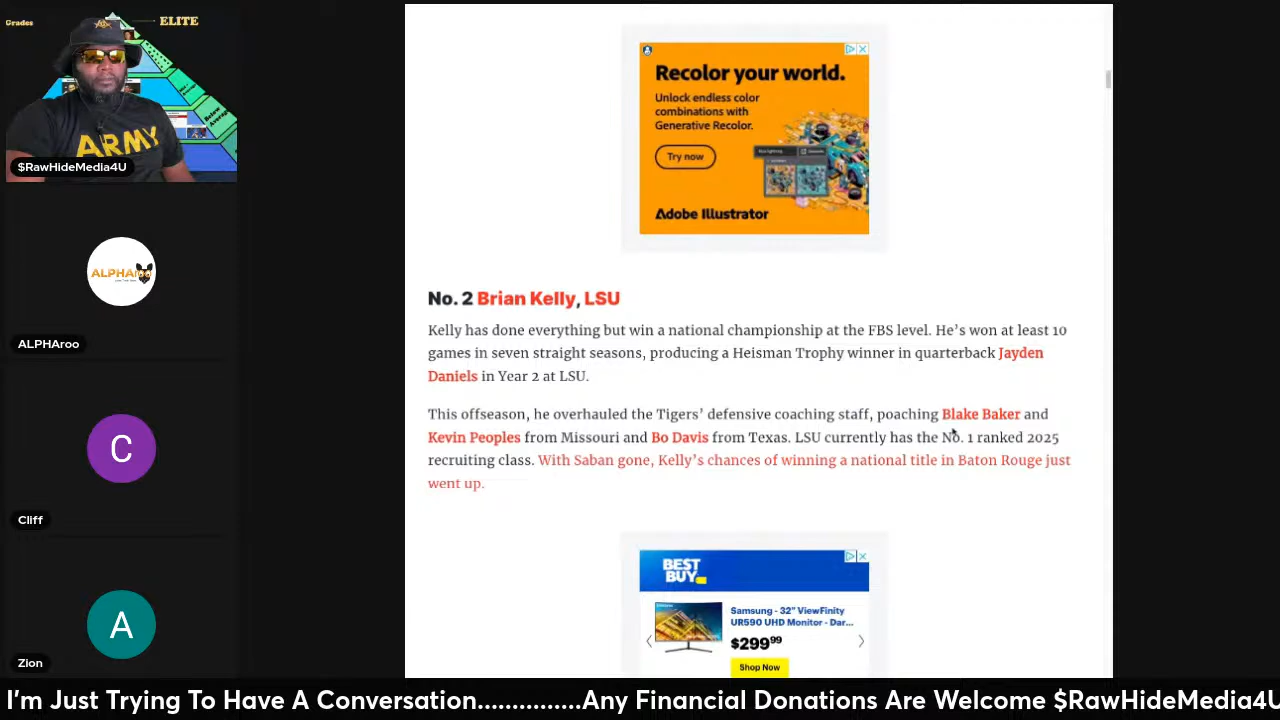 Grades
ELITE
Below
Average
ARMY
$RawHideMedia4U
ALPHAroo
ALPHAroo
C
Cliff
A
Zion
Recolor your world.
Unlock endless color
combinations with
Generative Recolor.
Try now
Adobe Illustrator
No. 2 Brian Kelly, LSU
Kelly has done everything but win a national championship at the FBS level. He’s won at least 10
games in seven straight seasons, producing a Heisman Trophy winner in quarterback Jayden
Daniels in Year 2 at LSU.
This offseason, he overhauled the Tigers’ defensive coaching staff, poaching Blake Baker and
Kevin Peoples from Missouri and Bo Davis from Texas. LSU currently has the No. 1 ranked 2025
recruiting class. With Saban gone, Kelly’s chances of winning a national title in Baton Rouge just
went up.
BEST
BUY
Samsung - 32" ViewFinity
UR590 UHD Monitor - Dar...
$299 99
Shop Now
I'm Just Trying To Have A Conversation...............Any Financial Donations Are Welcome $RawHideMedia4U